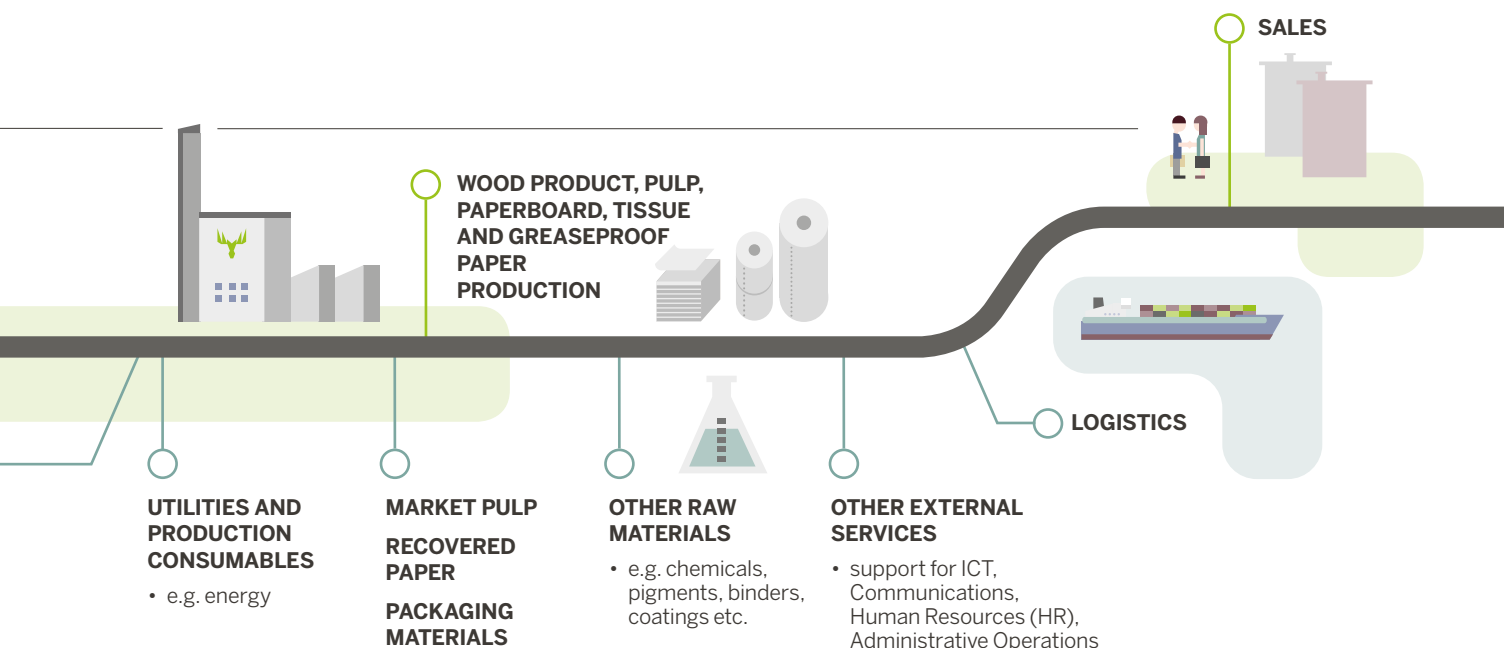 SALES
WOOD PRODUCT, PULP,
PAPERBOARD, TISSUE
AND GREASEPROOF
PAPER
PRODUCTION
LOGISTICS
UTILITIES AND
PRODUCTION
CONSUMABLES
• e.g. energy
MARKET PULP
RECOVERED
PAPER
PACKAGING
MATERIALS
OTHER RAW
MATERIALS
• e.g. chemicals,
pigments, binders,
coatings etc.
OTHER EXTERNAL
SERVICES
• support for ICT,
Communications,
Human Resources (HR),
Administrative Operations